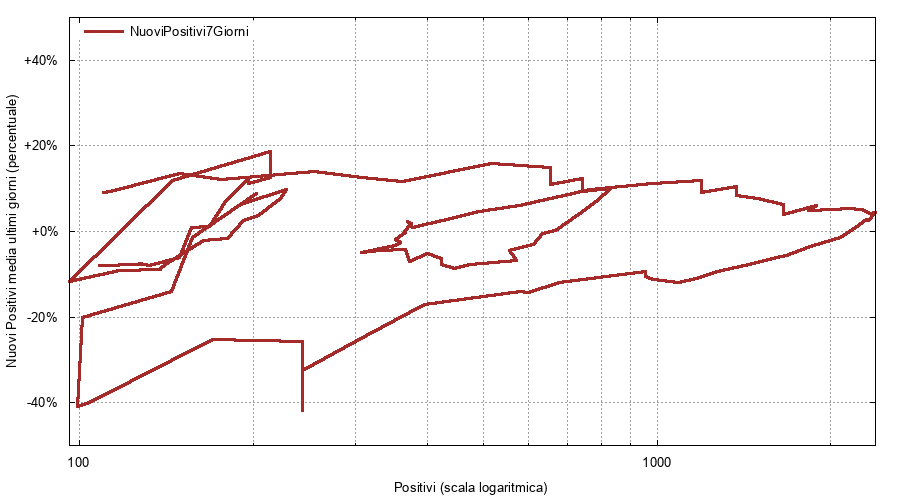 NuoviPositivi7Giorni
+40%
+20%
+0%
-20%
-40%
Nuovi Positivi media ultimi giorni (percentuale)
100
1000
Positivi (scala logaritmica)